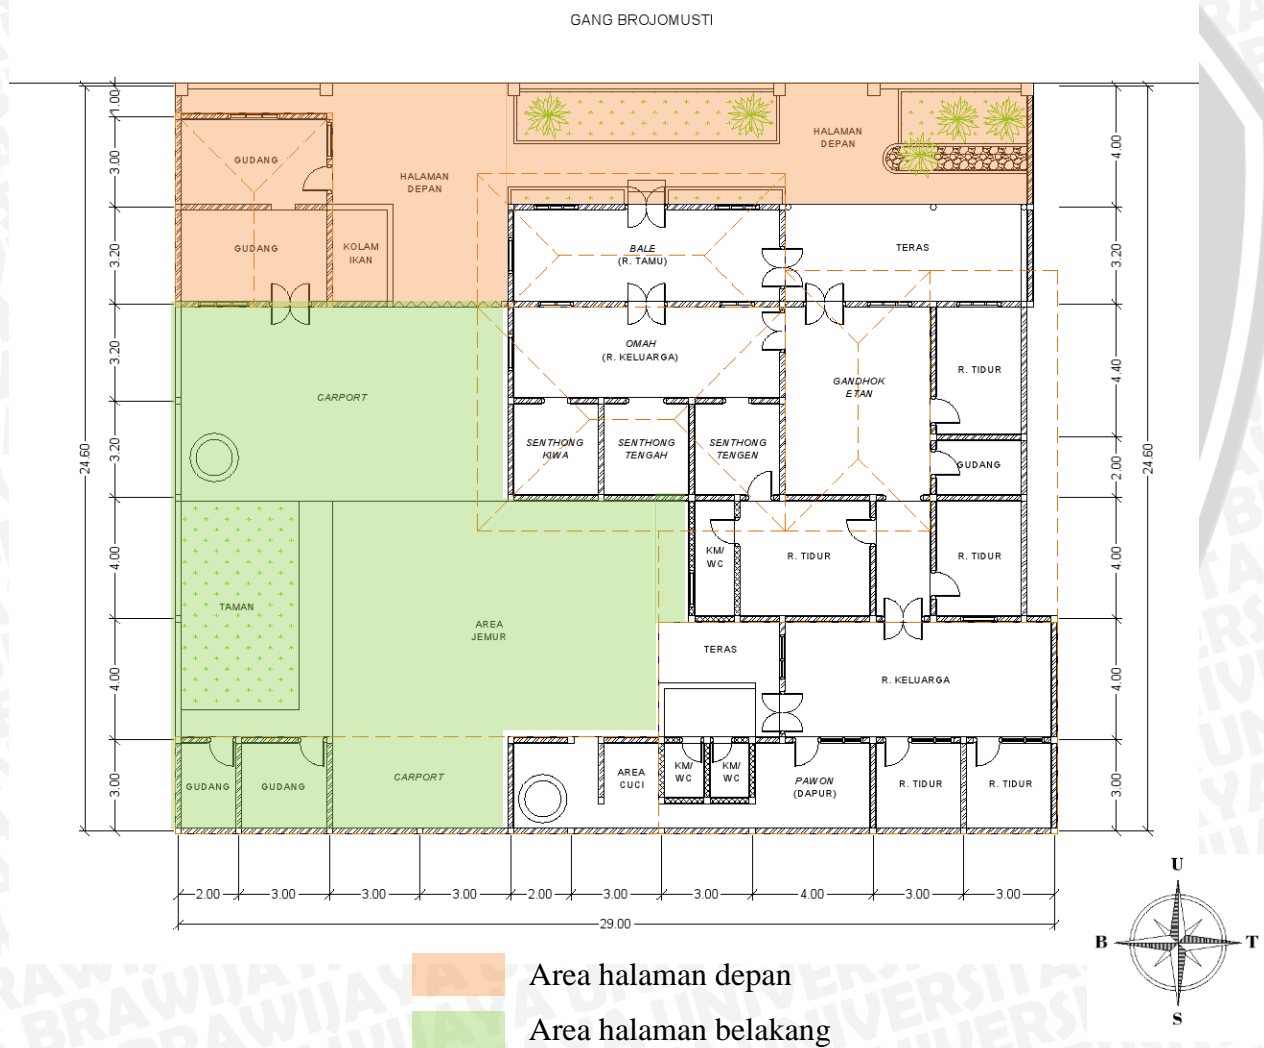 GANG BROJOMUSTI
1.00
3.00
3.20
3.20
3.20
4.00
4.00
3.00
24.60
4.00
3.20
4.40
2.00
4.00
4.00
3.00
24.60
GUDANG
HALAMAN
DEPAN
HALAMAN
DEPAN
GUDANG
KOLAM
IKAN
BALE
(R. TAMU)
TERAS
OMAH
(R. KELUARGA)
CARPORT
GANDHOK
ETAN
R. TIDUR
SENTHONG
KIWA
SENTHONG
TENGAH
SENTHONG
TENGEN
GUDANG
KM/
WC
R. TIDUR
R. TIDUR
TAMAN
AREA
JEMUR
TERAS
R. KELUARGA
GUDANG
GUDANG
CARPORT
AREA
CUCI
KM/
WC
KM/
WC
PAWON
(DAPUR)
R. TIDUR
R. TIDUR
2.00 3.00 3.00 3.00 2.00 3.00 3.00 4.00 3.00 3.00
29.00
U
B T
S
Area halaman depan
Area halaman belakang